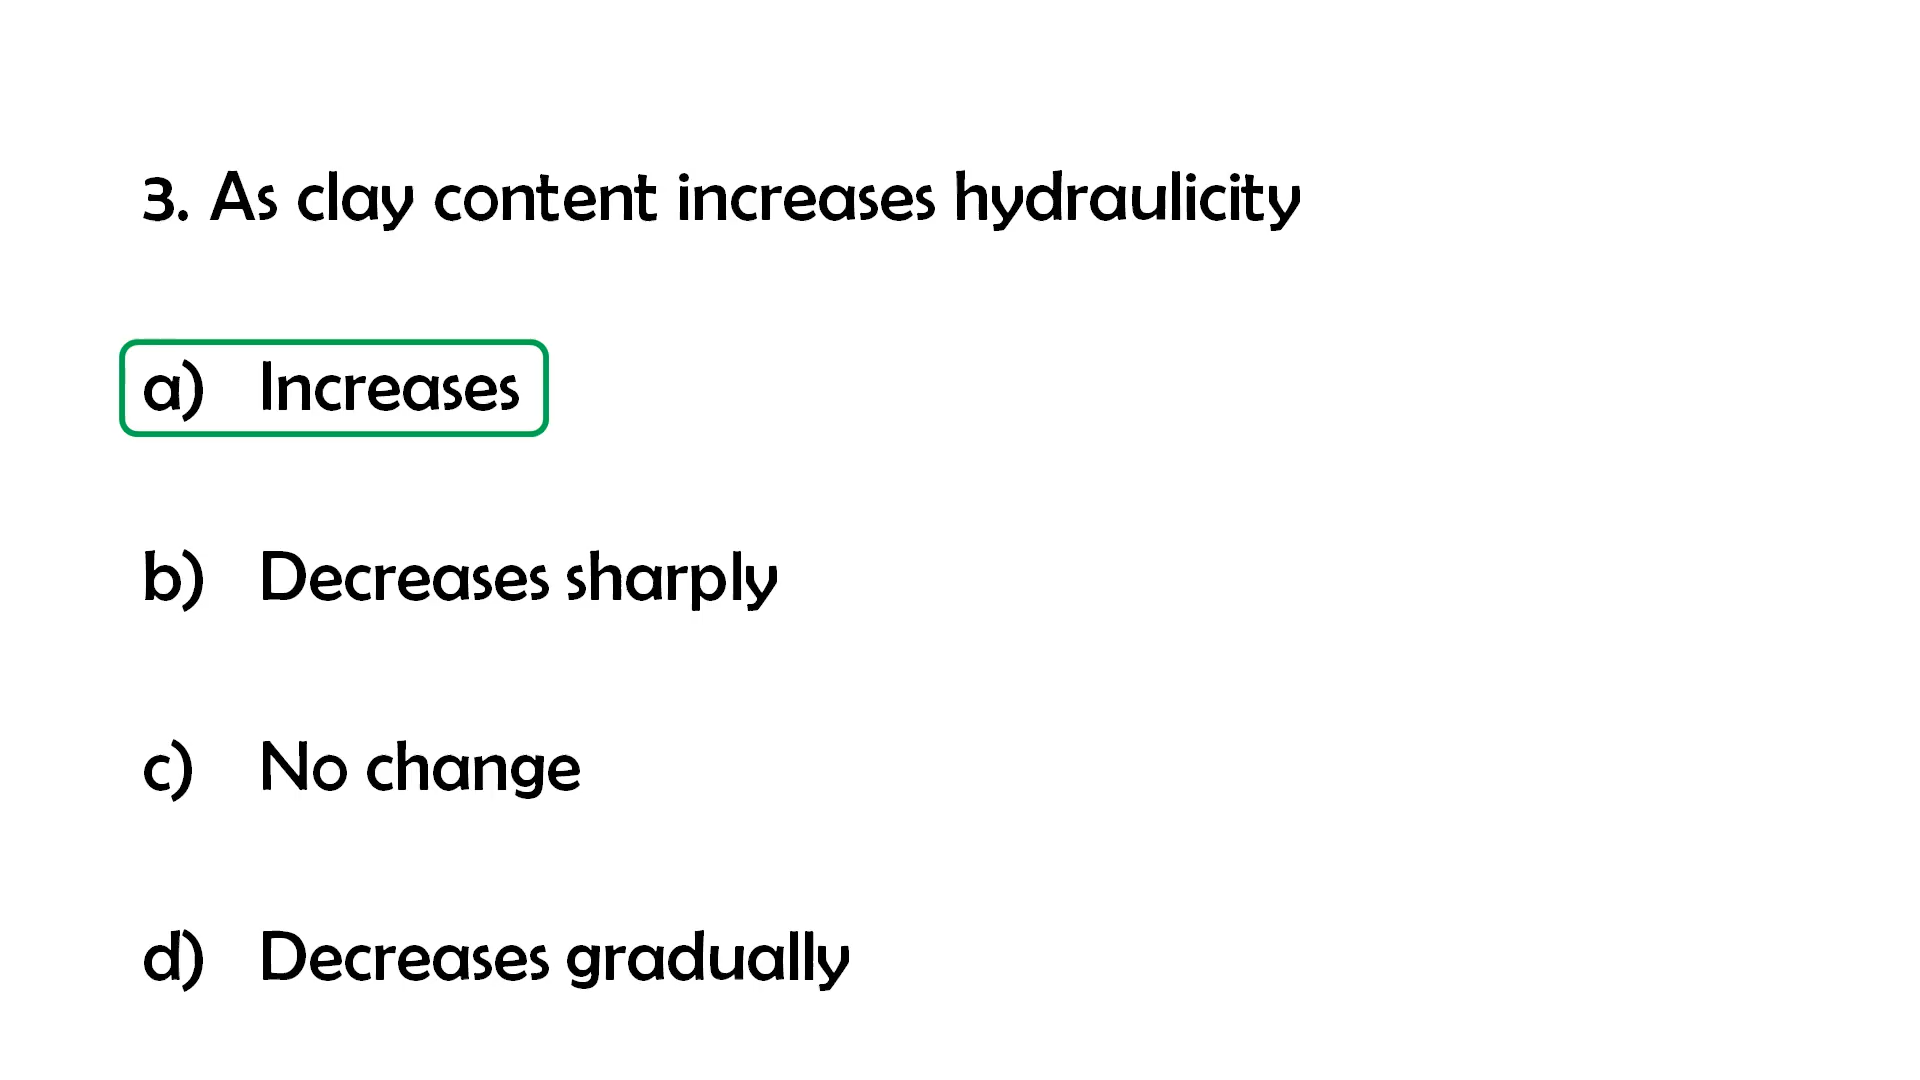 3. As clay content increases hydraulicity
a) Increases
b) Decreases sharply
c) No change
d) Decreases gradually